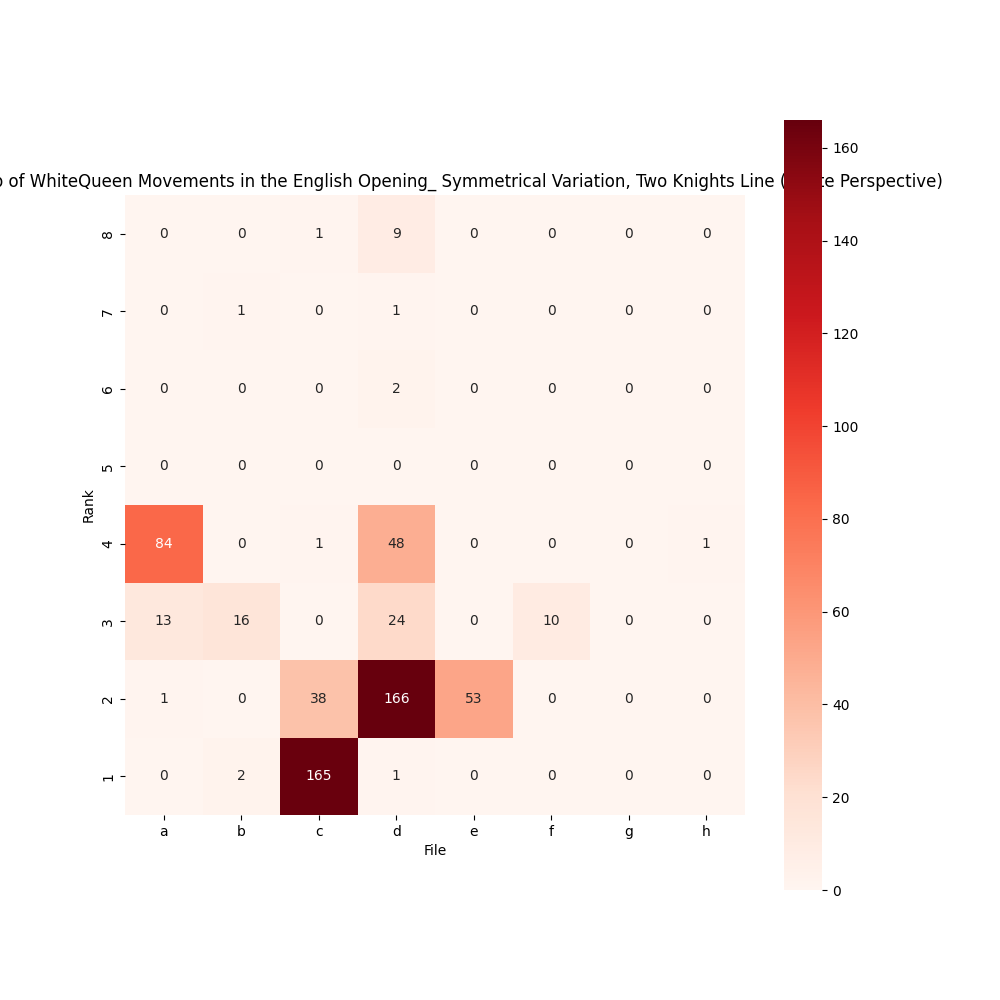 of WhiteQueen Movements in the English Opening_ Symmetrical Variation, Two Knights Line ( Perspective)
160
140
120
100
80
60
40
20
0
Rank
8 0 0 1 9 0 0 0 0
7 0 1 0 1 0 0 0 0
6 0 0 0 2 0 0 0 0
5 0 0 0 0 0 0 0 0
4 84 0 1 48 0 0 0 1
3 13 16 0 24 0 10 0 0
2 1 0 38 166 53 0 0 0
1 0 2 165 1 0 0 0 0
a b c d e f g h
File